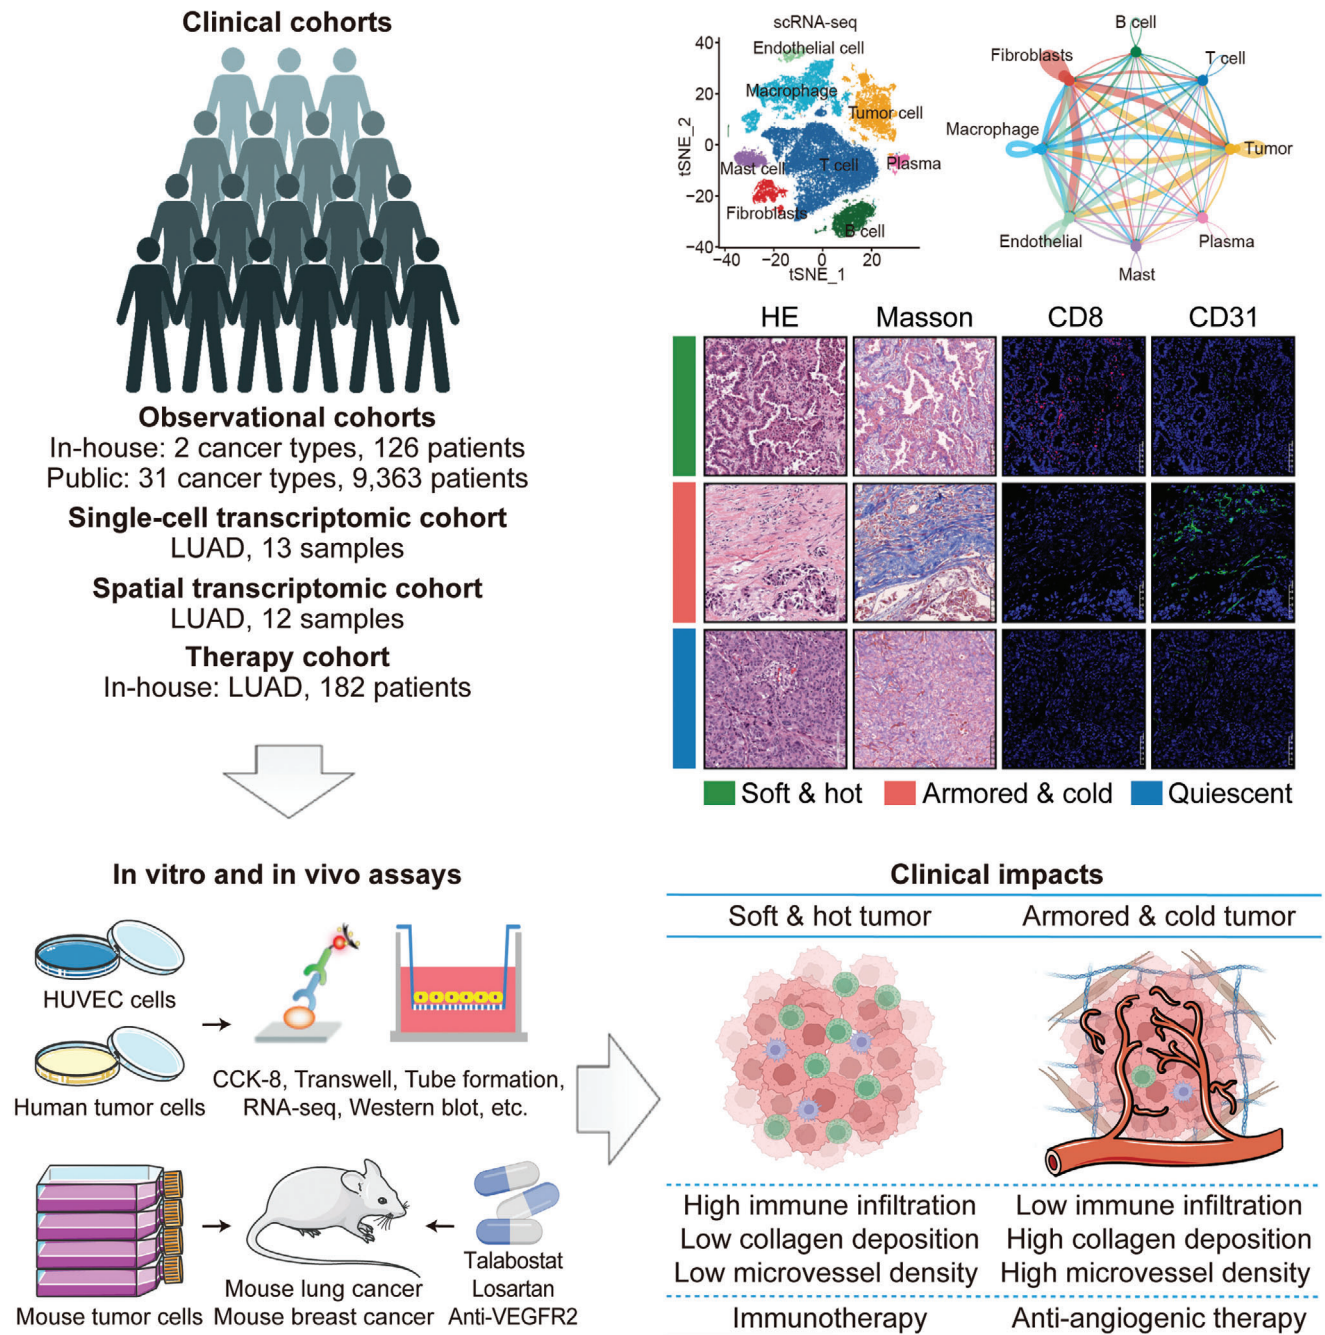 Clinical cohorts
Observational cohorts
In-house: 2 cancer types, 126 patients
Public: 31 cancer types, 9,363 patients
Single-cell transcriptomic cohort
LUAD, 13 samples
Spatial transcriptomic cohort
LUAD, 12 samples
Therapy cohort
In-house: LUAD, 182 patients
scRNA-seq
tSNE_2
40
20
0
−20
−40
−40
−20
0
20
tSNE_1
Endothelial cell
Macrophage
Tumor cell
T cell
Mast cell
Plasma
Fibroblasts
B cell
B cell
Fibroblasts
T cell
Macrophage
Tumor
Endothelial
Plasma
Mast
HE
Masson
CD8
CD31
Soft & hot
Armored & cold
Quiescent
In vitro and in vivo assays
HUVEC cells
Human tumor cells
CCK-8, Transwell, Tube formation,
RNA-seq, Western blot, etc.
Mouse tumor cells
Mouse lung cancer
Mouse breast cancer
Talabostat
Losartan
Anti-VEGFR2
Clinical impacts
Soft & hot tumor
Armored & cold tumor
High immune infiltration
Low collagen deposition
Low microvessel density
Low immune infiltration
High collagen deposition
High microvessel density
Immunotherapy
Anti-angiogenic therapy